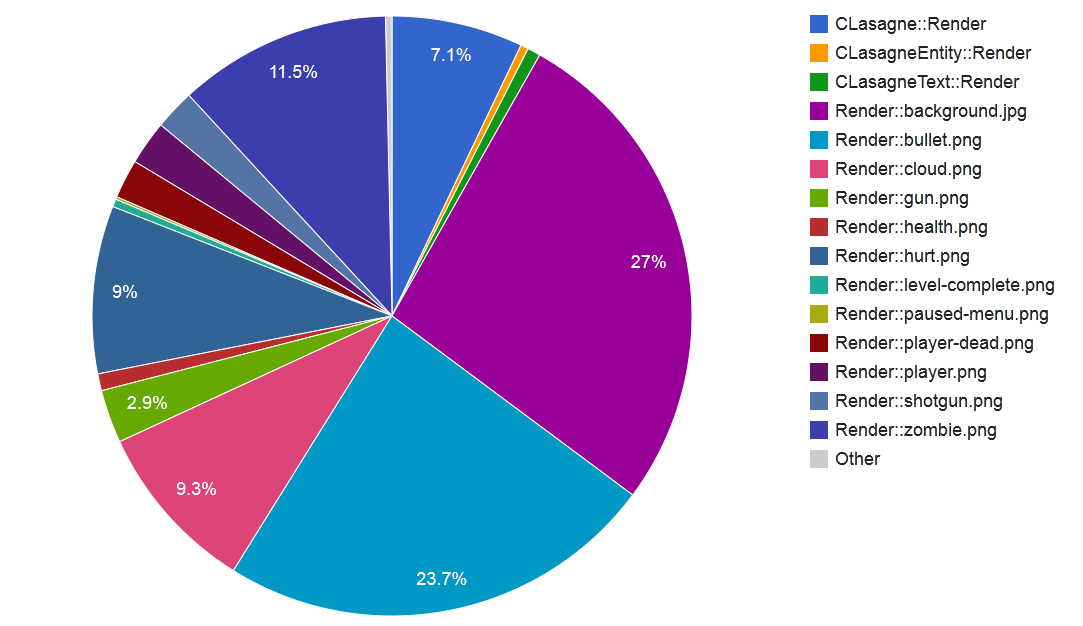 7.1%
11.5%
27%
9%
2.9%
9.3%
23.7%
CLasagne::Render
CLasagneEntity::Render
CLasagneText::Render
Render::background.jpg
Render::bullet.png
Render::cloud.png
Render::gun.png
Render::health.png
Render::hurt.png
Render::level-complete.png
Render::paused-menu.png
Render::player-dead.png
Render::player.png
Render::shotgun.png
Render::zombie.png
Other